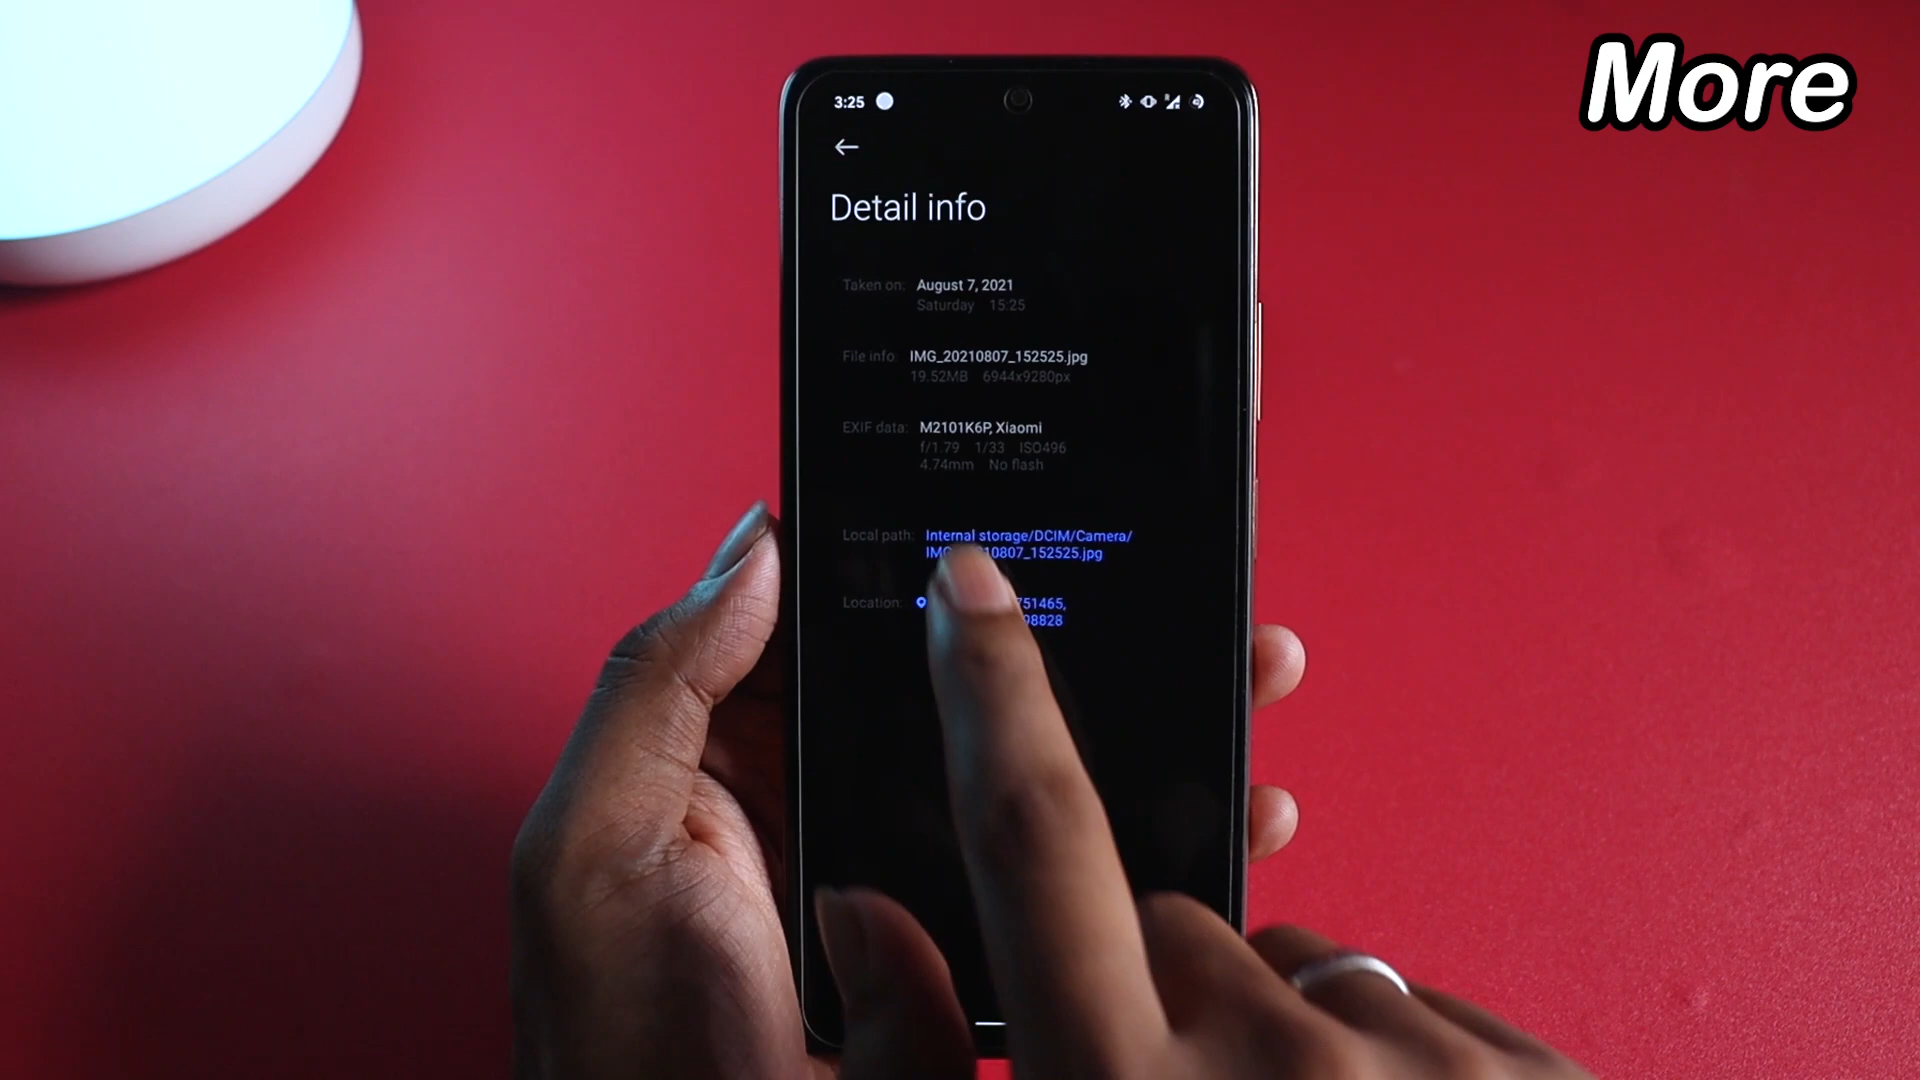 More
3:25
Detail info
Taken on: August 7, 2021
Saturday 15:25
File info: IMG_20210807_152525.jpg
19.52MB 6944x9280px
EXIF data: M2101K6P, Xiaomi
f/1.79 1/33 ISO496
4.74mm No flash
Local path: Internal storage/DCIM/Camera/
0807_152525.jpg
Location: 751465,
98828